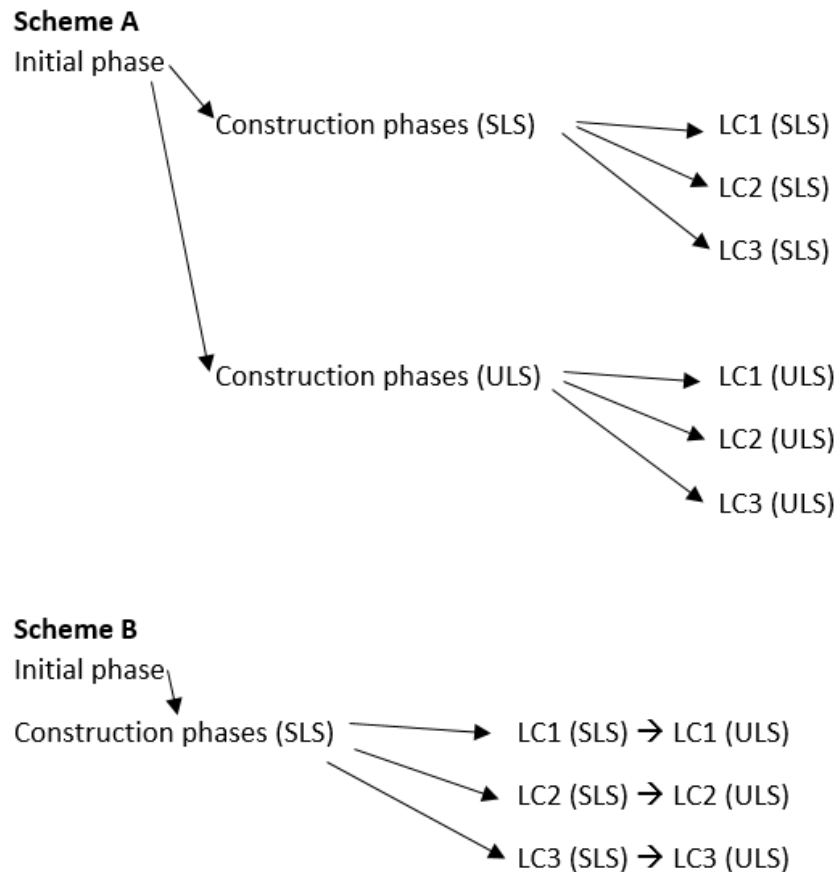 Scheme A
Initial phase
Construction phases (SLS)
LC1 (SLS)
LC2 (SLS)
LC3 (SLS)
Construction phases (ULS)
LC1 (ULS)
LC2 (ULS)
LC3 (ULS)
Scheme B
Initial phase
Construction phases (SLS)
LC1 (SLS) → LC1 (ULS)
LC2 (SLS) → LC2 (ULS)
LC3 (SLS) → LC3 (ULS)